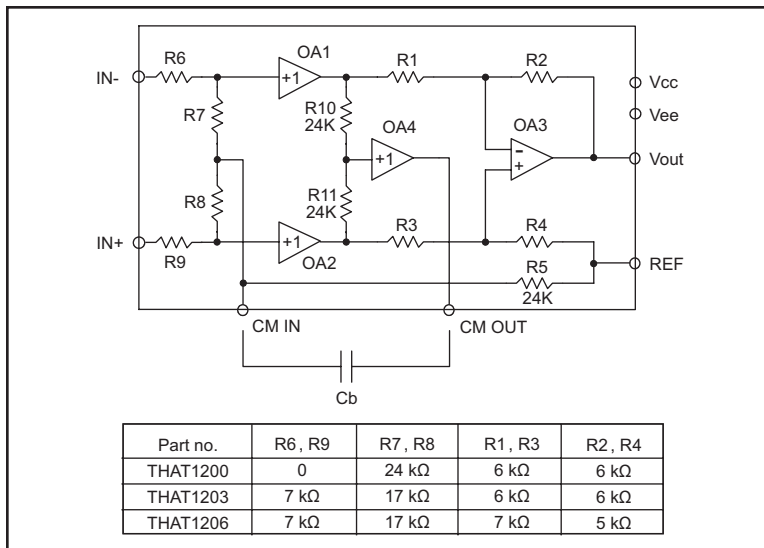 OA1
R1
R2
R6
IN-
+1
Vcc
R10
24K
OA4
R7
Vee
OA3
-
+1
+
Vout
R8
R11
24K
R3
R4
IN+
+1
REF
R9
OA2
R5
24K
CM IN
CM OUT
Cb
Part no. R6 , R9 R7 , R8 R1 , R3 R2 , R4
THAT1200 0 24 kΩ 6 kΩ 6 kΩ
THAT1203 7 kΩ 17 kΩ 6 kΩ 6 kΩ
THAT1206 7 kΩ 17 kΩ 7 kΩ 5 kΩ